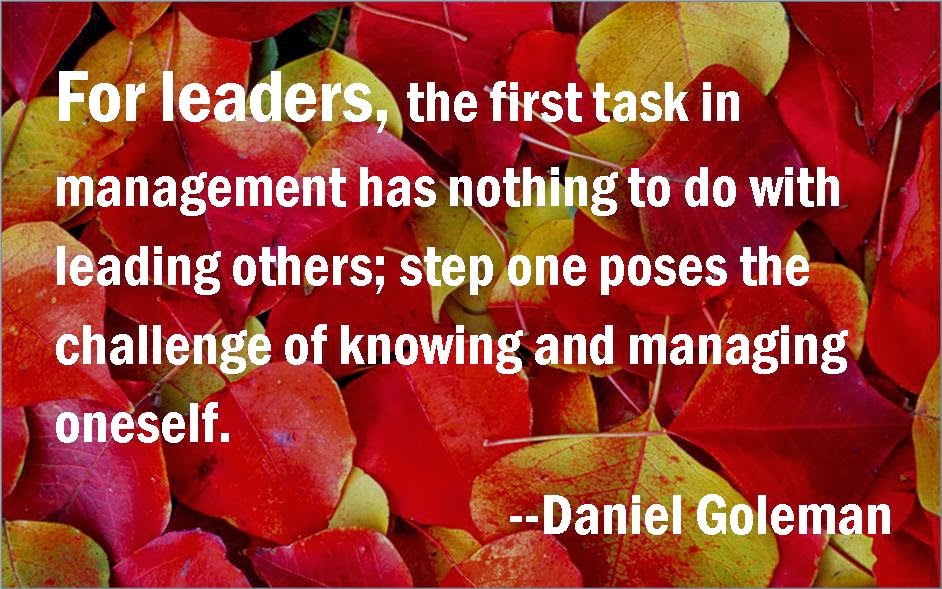 For leaders, the first task in
management has nothing to do with
leading others; step one poses the
challenge of knowing and managing
oneself.
--Daniel Goleman